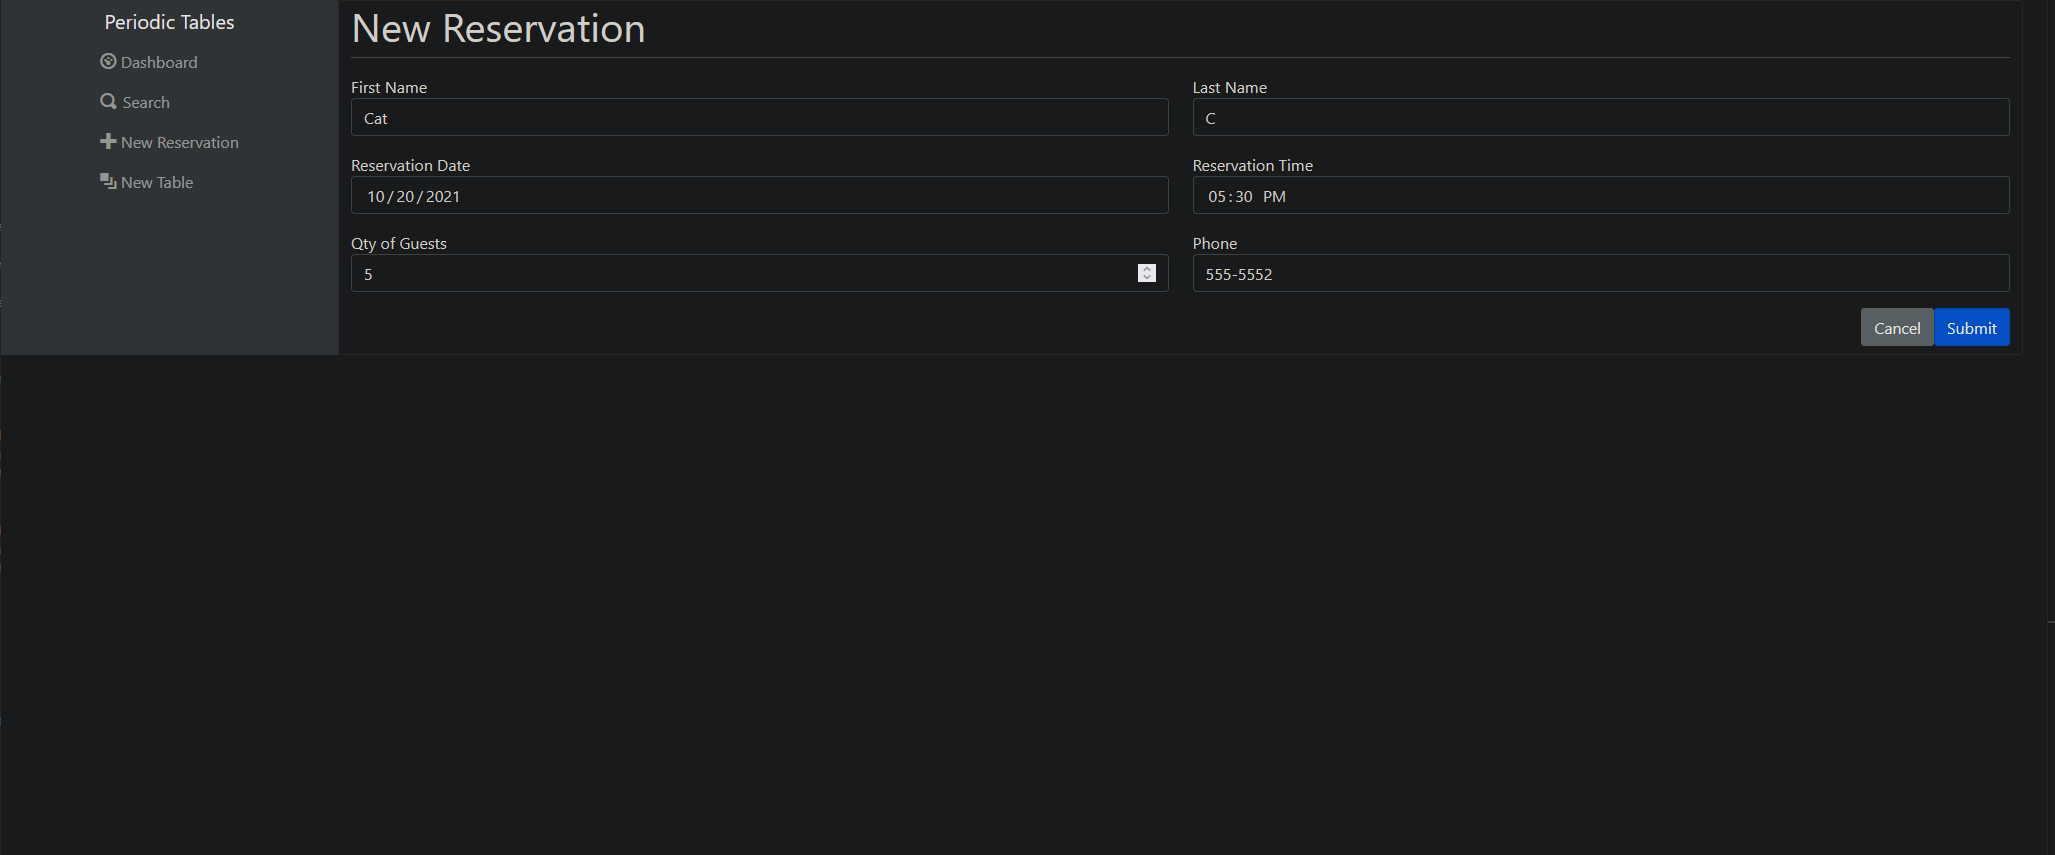 Periodic Tables
Dashboard
Search
New Reservation
New Table
New Reservation
First Name
Last Name
Cat
C
Reservation Date
Reservation Time
10/20/2021
05:30 PM
Qty of Guests
Phone
5
555-5552
Cancel
Submit